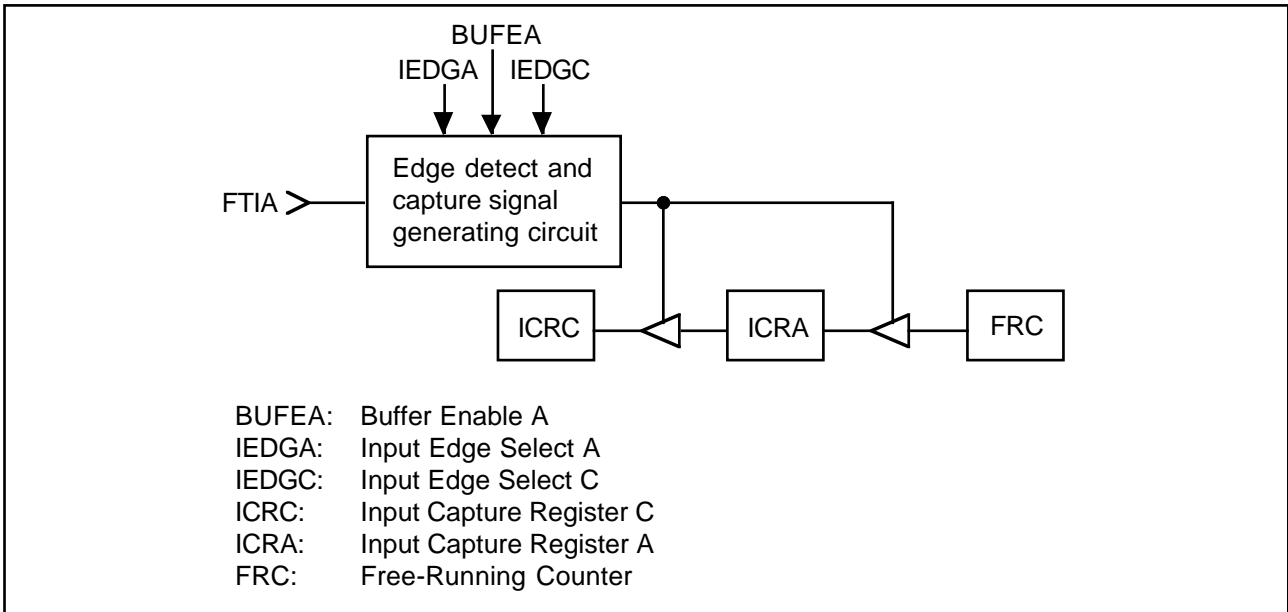 BUFEA
IEDGA IEDGC
FTIA
Edge detect and
capture signal
generating circuit
ICRC ICRA FRC
BUFEA: Buffer Enable A
IEDGA: Input Edge Select A
IEDGC: Input Edge Select C
ICRC: Input Capture Register C
ICRA: Input Capture Register A
FRC: Free-Running Counter